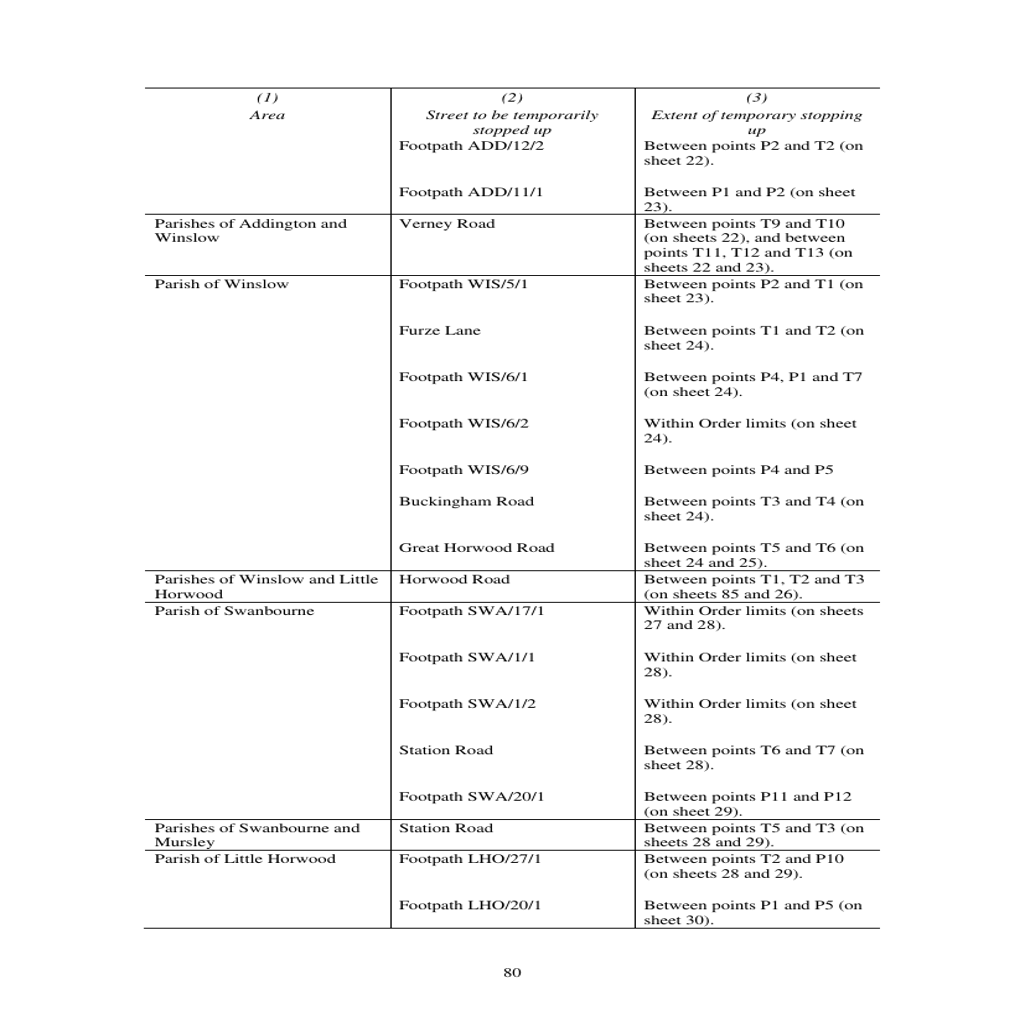 (1) (2) (3)
Area Street to be temporarily Extent of temporary stopping
stopped up up
Footpath ADD/12/2 Between points P2 and T2 (on
sheet 22).
Footpath ADD/11/1 Between P1 and P2 (on sheet
23).
Parishes of Addington and Verney Road Between points T9 and T10
Winslow (on sheets 22), and between
points T11, T12 and T13 (on
sheets 22 and 23).
Parish of Winslow Footpath WIS/5/1 Between points P2 and T1 (on
sheet 23).
Furze Lane Between points T1 and T2 (on
sheet 24).
Footpath WIS/6/1 Between points P4, P1 and T7
(on sheet 24).
Footpath WIS/6/2 Within Order limits (on sheet
24).
Footpath WIS/6/9 Between points P4 and P5
Buckingham Road Between points T3 and T4 (on
sheet 24).
Great Horwood Road Between points T5 and T6 (on
sheet 24 and 25).
Parishes of Winslow and Little Horwood Road Between points T1, T2 and T3
Horwood (on sheets 85 and 26).
Parish of Swanbourne Footpath SWA/17/1 Within Order limits (on sheets
27 and 28).
Footpath SWA/1/1 Within Order limits (on sheet
28).
Footpath SWA/1/2 Within Order limits (on sheet
28).
Station Road Between points T6 and T7 (on
sheet 28).
Footpath SWA/20/1 Between points P11 and P12
(on sheet 29).
Parishes of Swanbourne and Station Road Between points T5 and T3 (on
Mursley sheets 28 and 29).
Parish of Little Horwood Footpath LHO/27/1 Between points T2 and P10
(on sheets 28 and 29).
Footpath LHO/20/1 Between points P1 and P5 (on
sheet 30).
80